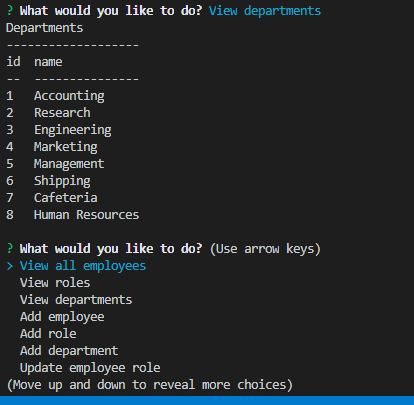 ? What would you like to do? View departments
Departments
------------------
id  name
--  ----------------
1   Accounting
2   Research
3   Engineering
4   Marketing
5   Management
6   Shipping
7   Cafeteria
8   Human Resources

? What would you like to do? (Use arrow keys)
> View all employees
  View roles
  View departments
  Add employee
  Add role
  Add department
  Update employee role
(Move up and down to reveal more choices)